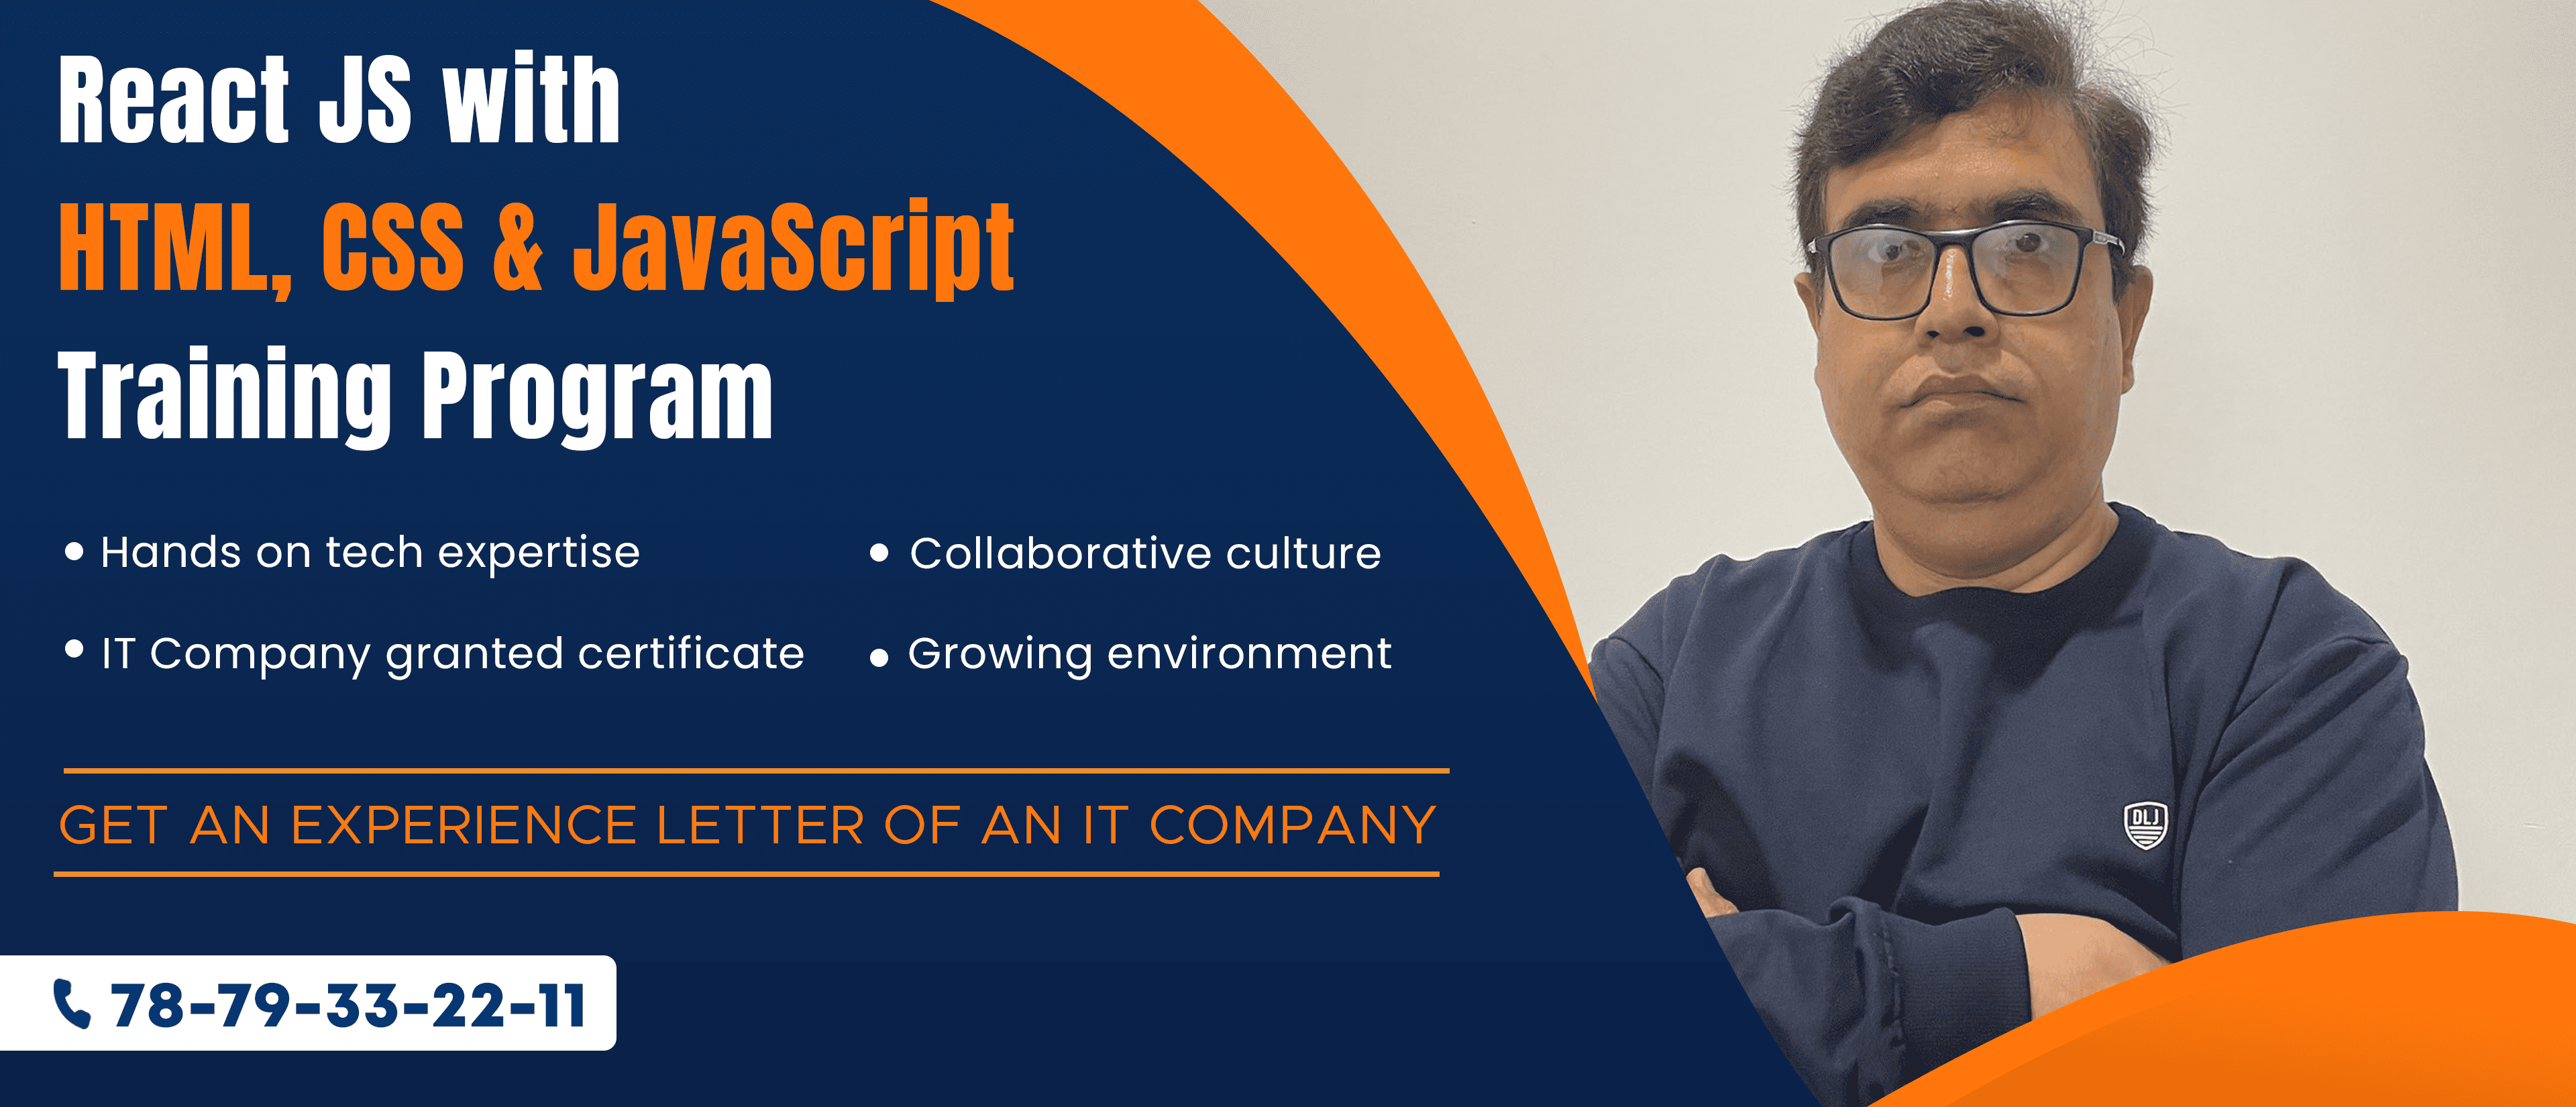 React JS with
HTML, CSS & JavaScript
Training Program
• Hands on tech expertise
• Collaborative culture
• IT Company granted certificate
• Growing environment
GET AN EXPERIENCE LETTER OF AN IT COMPANY
78-79-33-22-11
DLJ